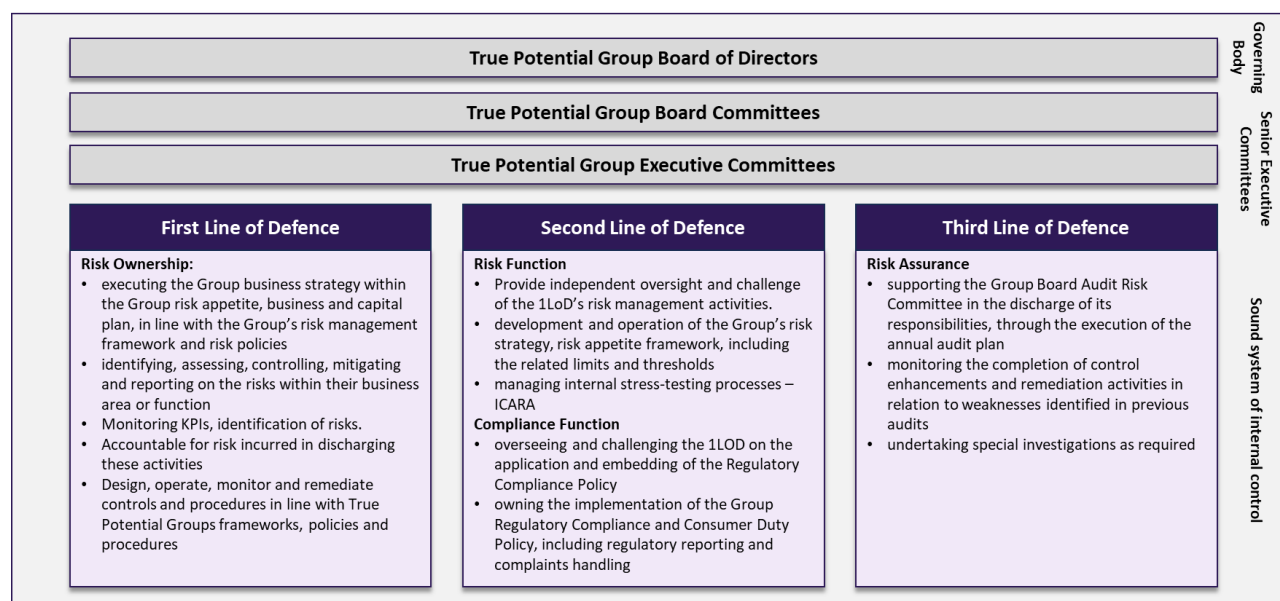 True Potential Group Board of Directors
Governing
Body
True Potential Group Board Committees
True Potential Group Executive Committees
Senior Executive
Committees
First Line of Defence
Risk Ownership:
• executing the Group business strategy within
the Group risk appetite, business and capital
plan, in line with the Group's risk management
framework and risk policies
• identifying, assessing, controlling, mitigating
and reporting on the risks within their business
area or function
• Monitoring KPIs, identification of risks.
• Accountable for risk incurred in discharging
these activities
• Design, operate, monitor and remediate
controls and procedures in line with True
Potential Groups frameworks, policies and
procedures
Second Line of Defence
Risk Function
• Provide independent oversight and challenge
of the 1LoD's risk management activities.
• development and operation of the Group's risk
strategy, risk appetite framework, including
the related limits and thresholds
• managing internal stress-testing processes –
ICARA
Compliance Function
• overseeing and challenging the 1LOD on the
application and embedding of the Regulatory
Compliance Policy
• owning the implementation of the Group
Regulatory Compliance and Consumer Duty
Policy, including regulatory reporting and
complaints handling
Third Line of Defence
Risk Assurance
• supporting the Group Board Audit Risk
Committee in the discharge of its
responsibilities, through the execution of the
annual audit plan
• monitoring the completion of control
enhancements and remediation activities in
relation to weaknesses identified in previous
audits
• undertaking special investigations as required
Sound system of internal control